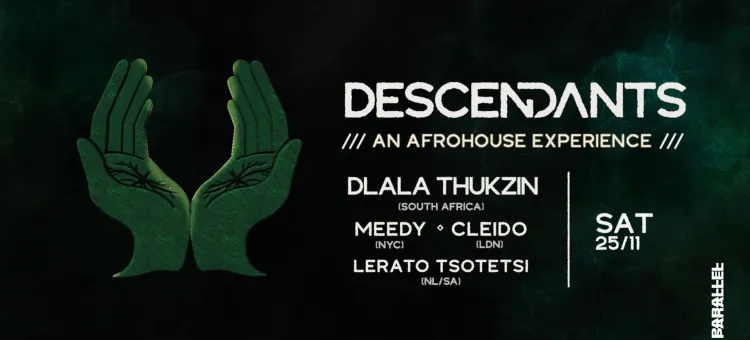 DESCENDANTS
/// AN AFROHOUSE EXPERIENCE ///
DLALA THUKZIN
(SOUTH AFRICA)
MEEDY ⋄ CLEIDO
(NYC) (LDN)
LERATO TSOTETSI
(NL/SA)
SAT
25/11
PARALLEL